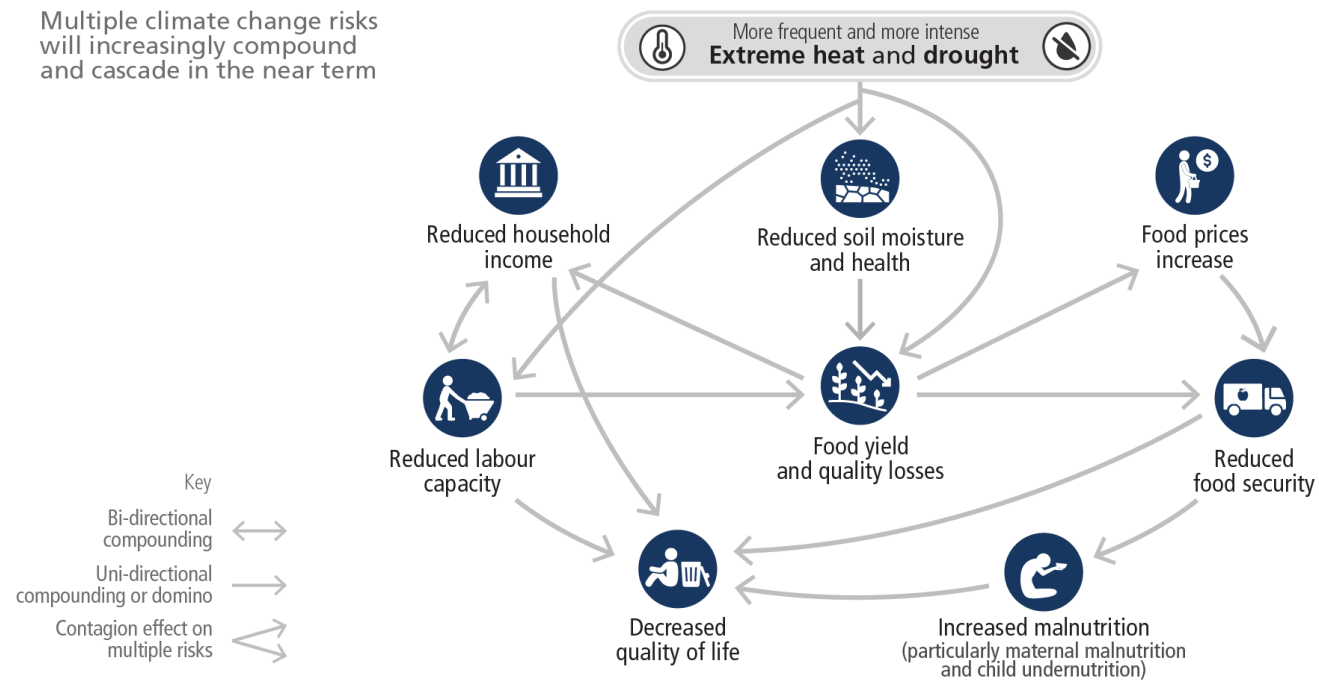 Multiple climate change risks
will increasingly compound
and cascade in the near term
More frequent and more intense
Extreme heat and drought
Reduced household
income
Reduced soil moisture
and health
$
Food prices
increase
Reduced labour
capacity
Food yield
and quality losses
Reduced
food security
Decreased
quality of life
Increased malnutrition
(particularly maternal malnutrition
and child undernutrition)
Key
Bi-directional
compounding
Uni-directional
compounding or domino
Contagion effect on
multiple risks